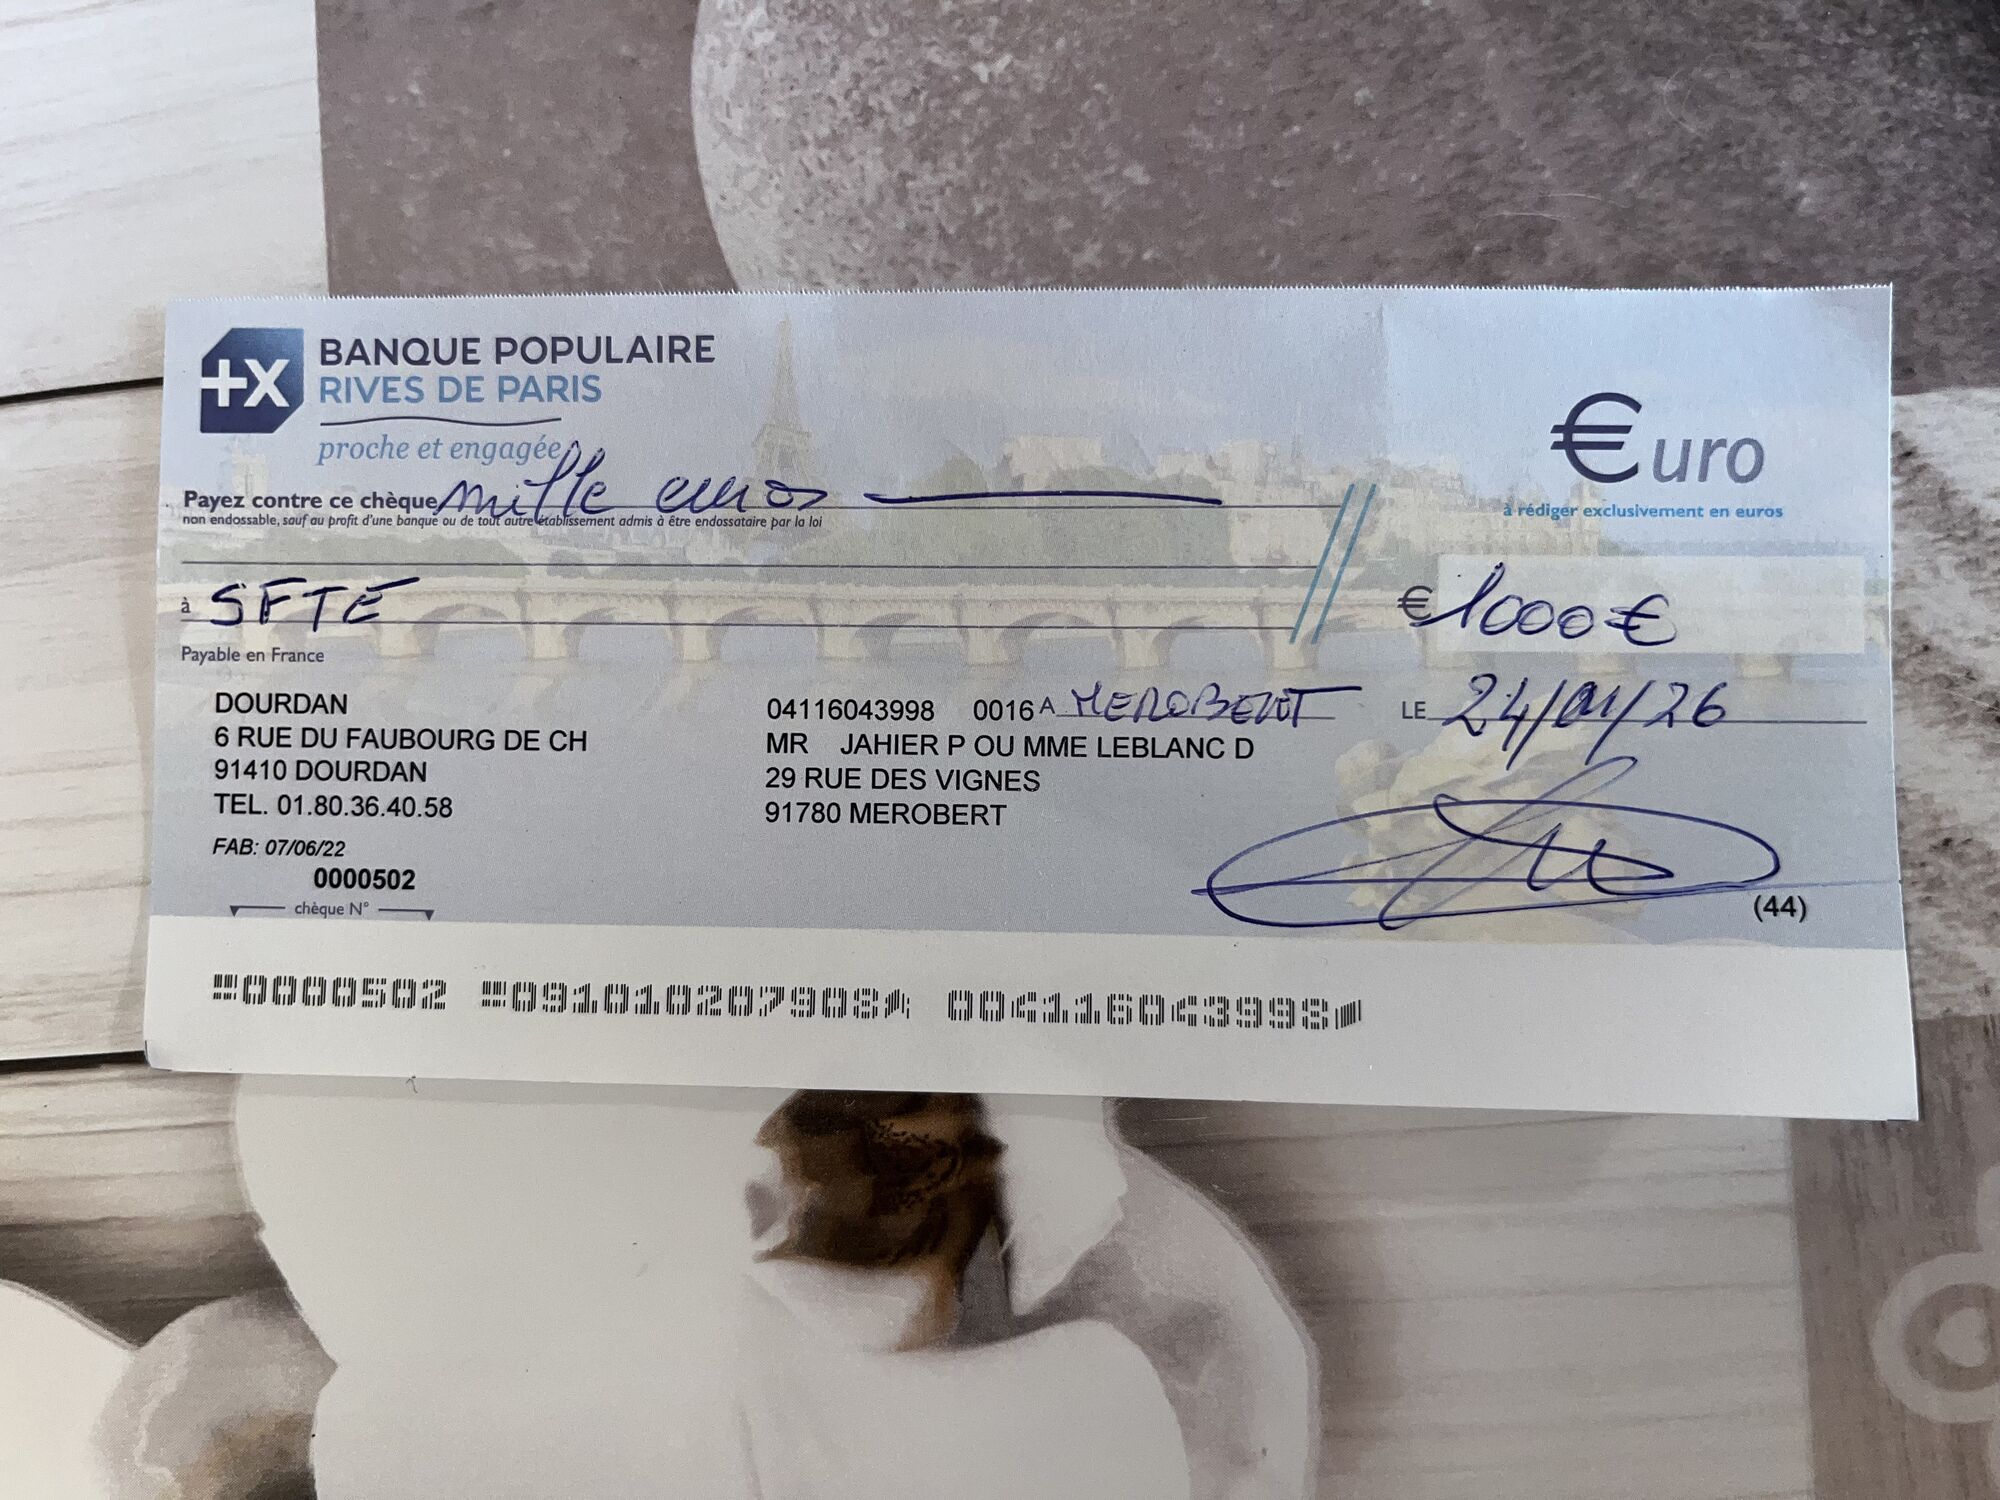 +X BANQUE POPULAIRE
RIVES DE PARIS
proche et engagée
€uro
à rédiger exclusivement en euros
Payez contre ce chèque mille euros
non endossable, sauf au profit d'une banque ou de tout autre établissement admis à être endossataire par la loi
à SFTE
€ 1000 €
Payable en France
DOURDAN
6 RUE DU FAUBOURG DE CH
91410 DOURDAN
TEL. 01.80.36.40.58
FAB: 07/06/22
0000502
chèque N°
04116043998 0016 A MEROBERT LE 24/01/26
MR JAHIER P OU MME LEBLANC D
29 RUE DES VIGNES
91780 MEROBERT
(44)
0000502 091010207908 004116043998